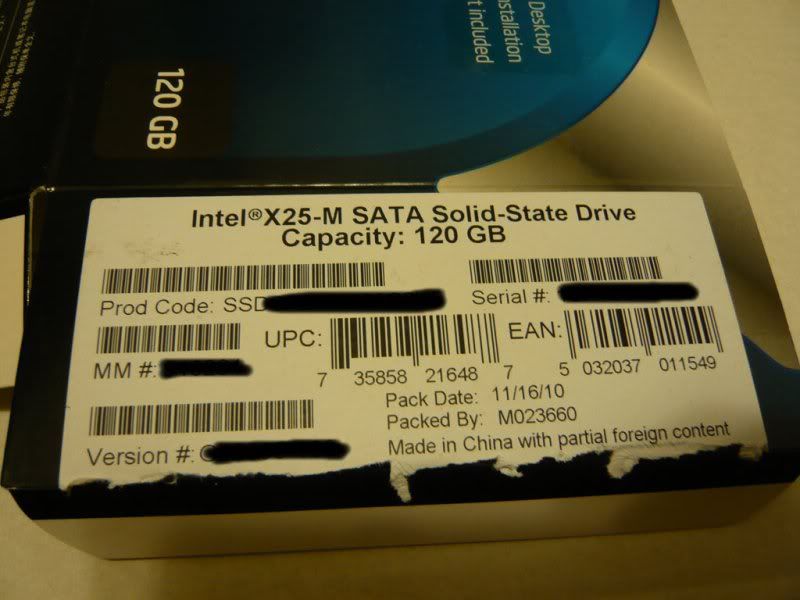 Desktop
nstallation
t included
120 GB
Intel®X25-M SATA Solid-State Drive
Capacity: 120 GB
Prod Code: SSD
Serial #:
MM #:
UPC:
7 35858 21648 7
EAN:
5 032037 011549
Pack Date: 11/16/10
Packed By: M023660
Version #:
Made in China with partial foreign content